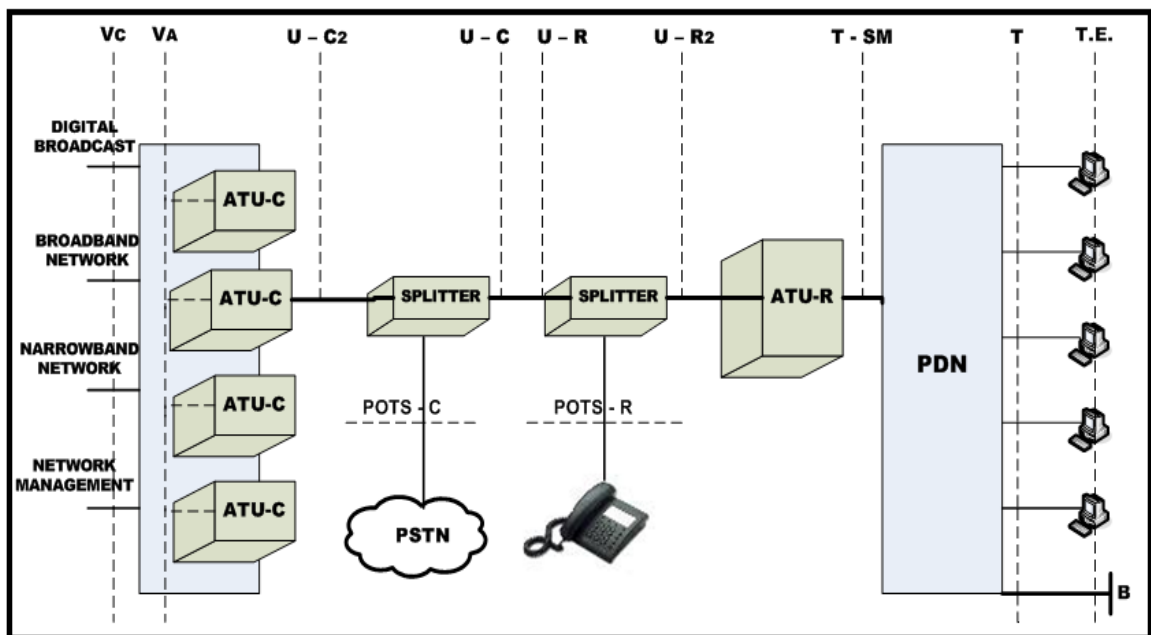 VC VA U – C2 U – C U – R U – R2 T - SM T T.E.
DIGITAL
BROADCAST
ATU-C
BROADBAND
NETWORK
ATU-C
SPLITTER
SPLITTER
ATU-R
NARROWBAND
NETWORK
ATU-C
PDN
POTS - C
POTS - R
NETWORK
MANAGEMENT
ATU-C
PSTN
B